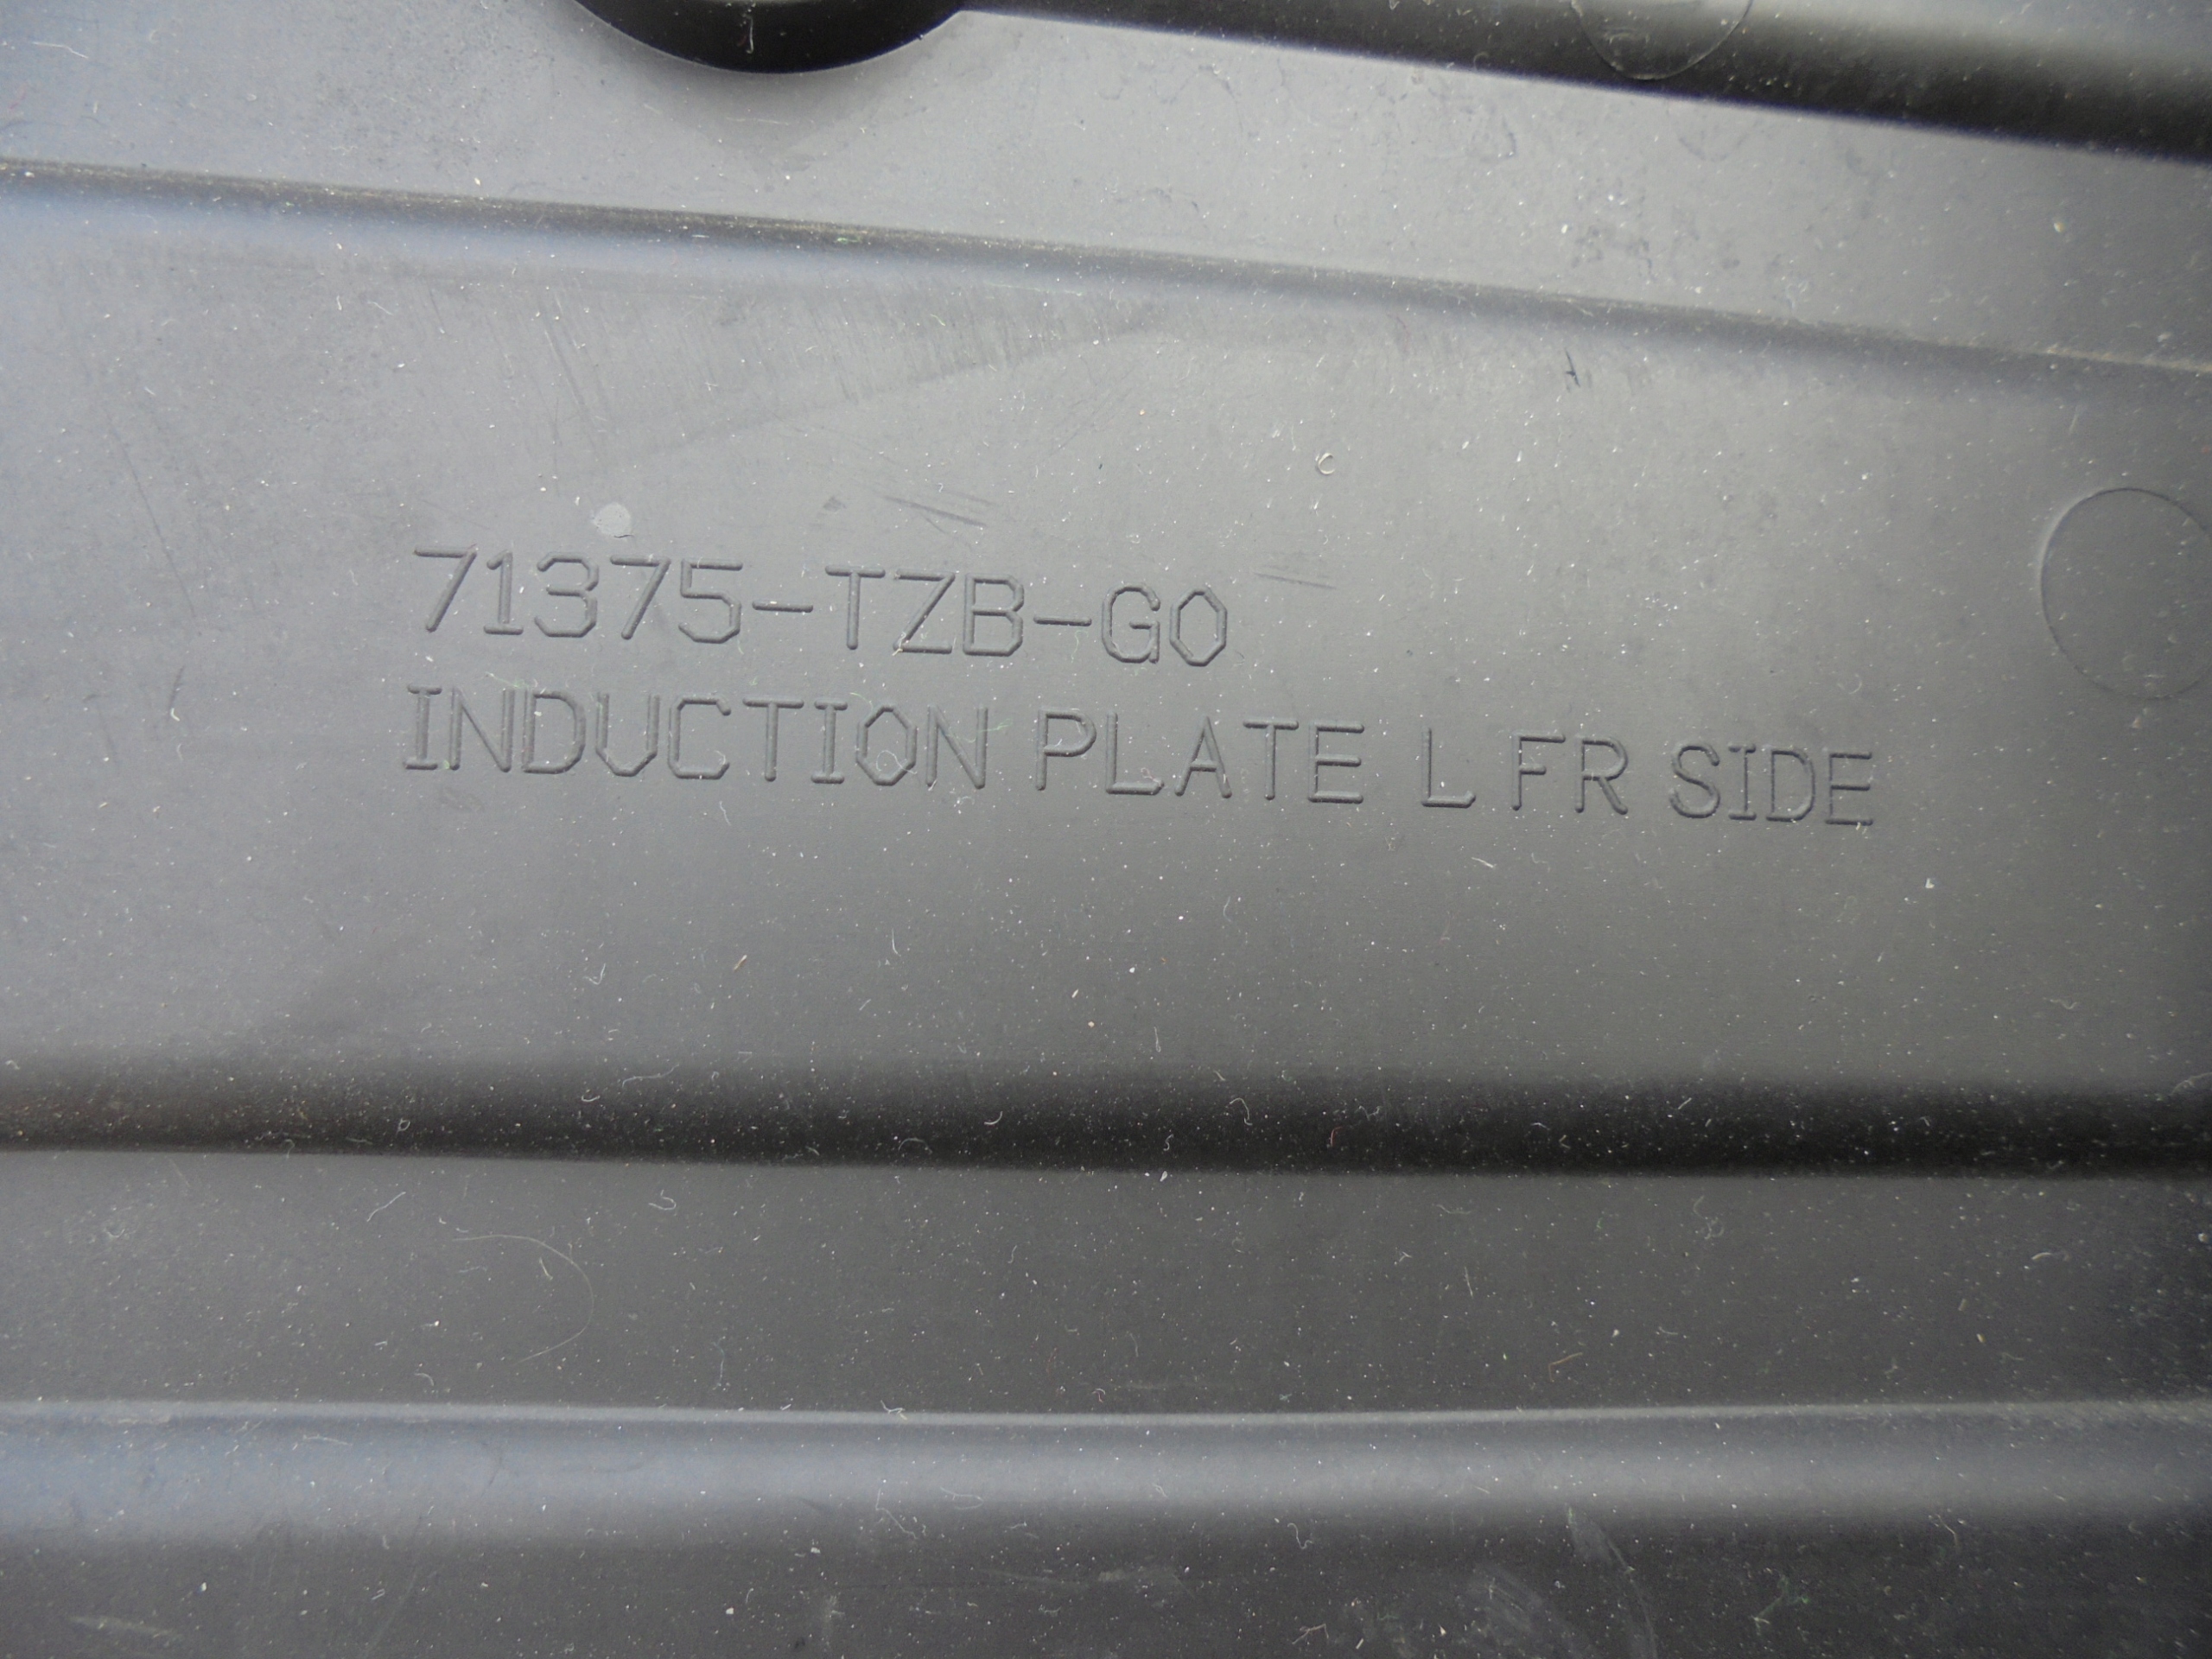 71375-TZB-G0
INDUCTION PLATE L FR SIDE